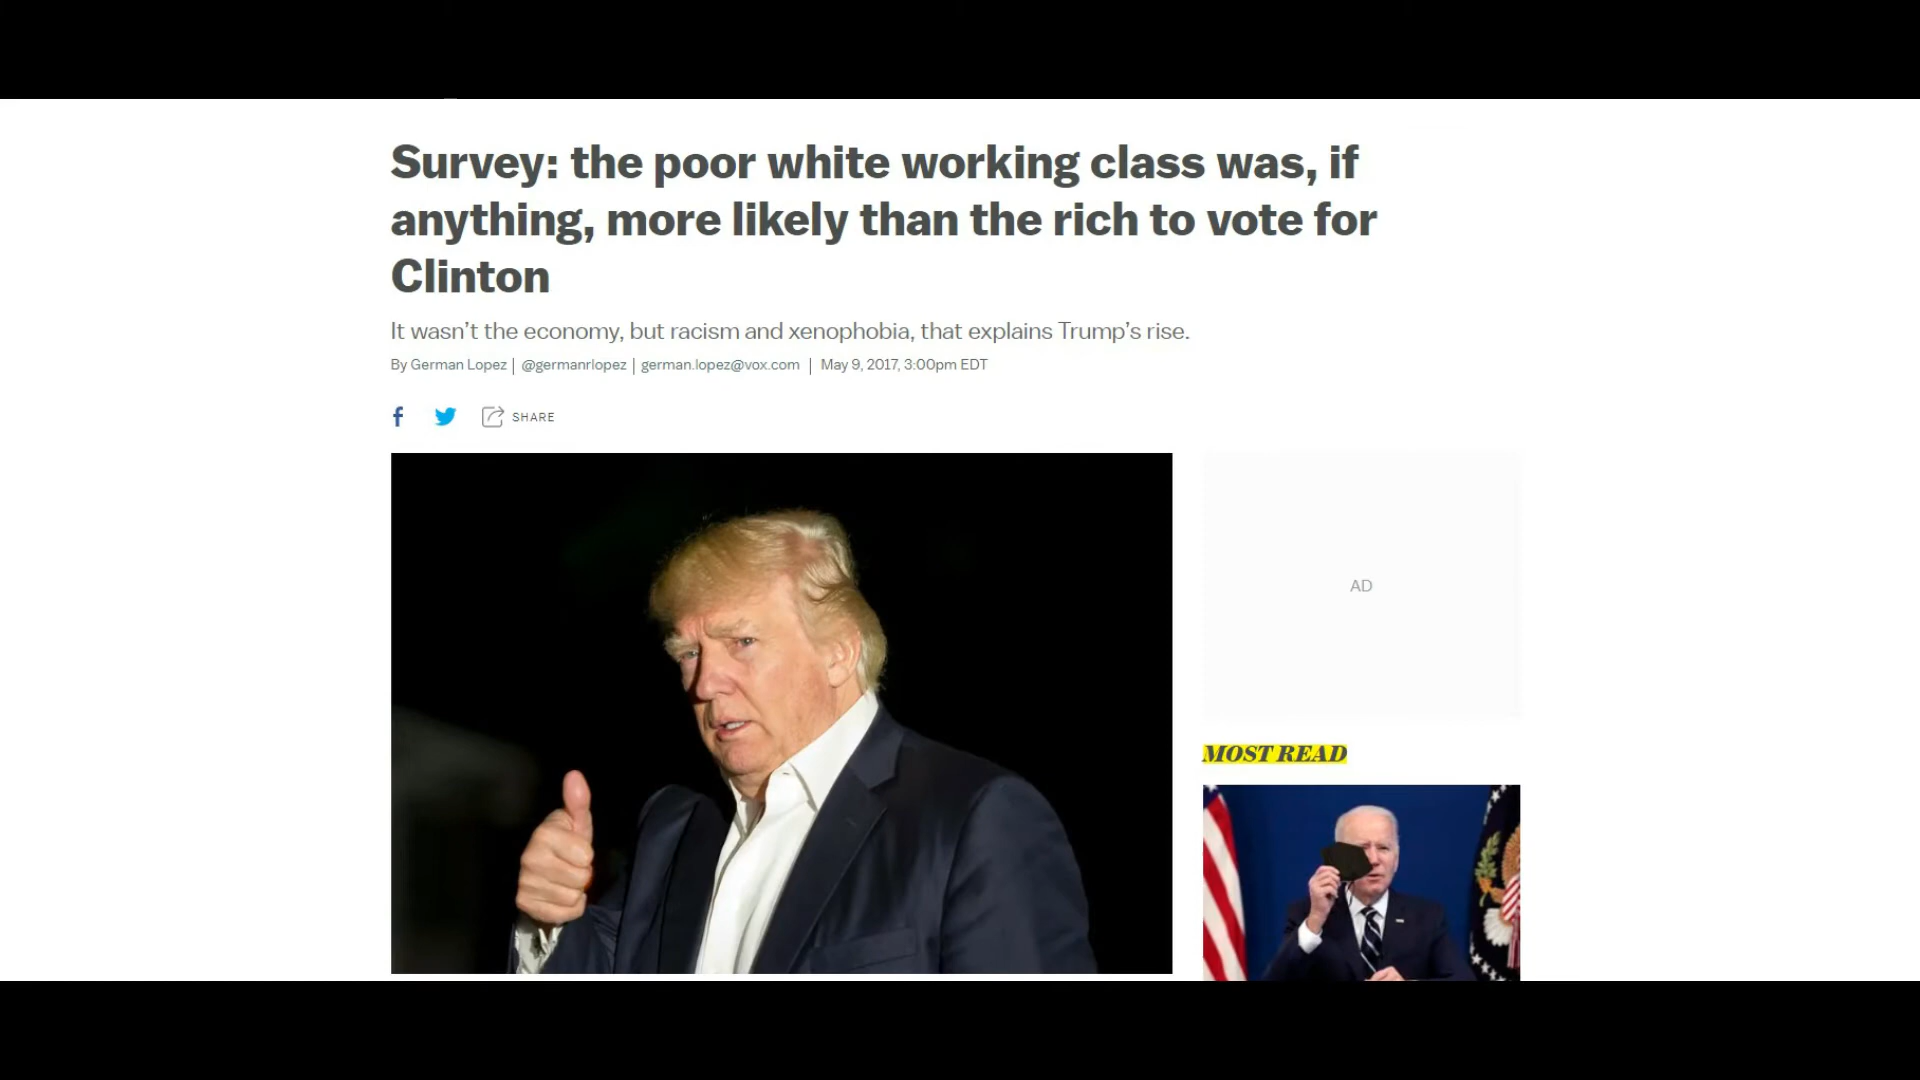 Survey: the poor white working class was, if
anything, more likely than the rich to vote for
Clinton
It wasn't the economy, but racism and xenophobia, that explains Trump's rise.
By German Lopez | @germanrlopez | german.lopez@vox.com | May 9, 2017, 3:00pm EDT
SHARE
AD
MOST READ